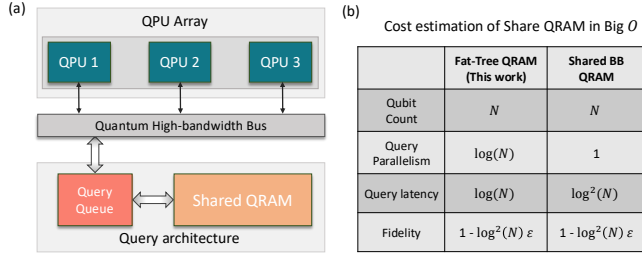 (a)
QPU Array
QPU 1 QPU 2 QPU 3
Quantum High-bandwidth Bus
Query
Queue
Shared QRAM
Query architecture
(b)
Cost estimation of Share QRAM in Big O
Fat-Tree QRAM
(This work)
Shared BB
QRAM
Qubit
Count
N N
Query
Parallelism
log(N) 1
Query latency log(N) log²(N)
Fidelity 1 - log²(N) ε 1 - log²(N) ε